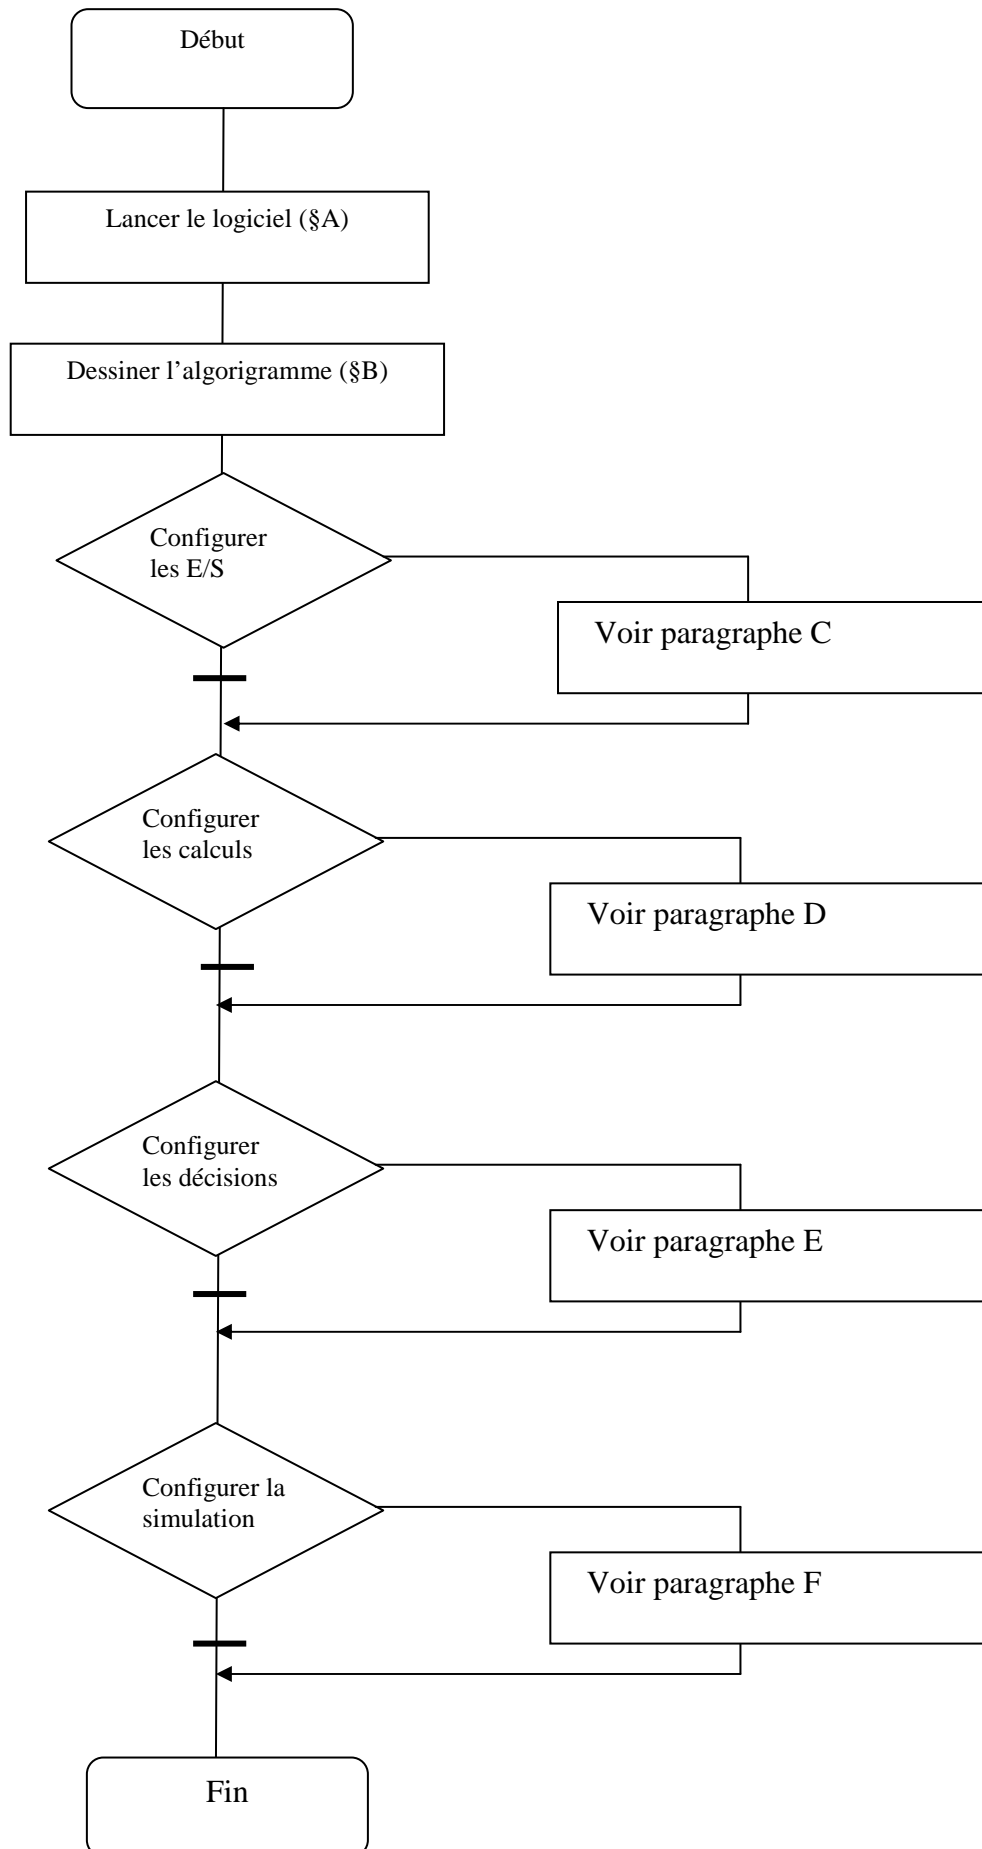 Début
Lancer le logiciel (§A)
Dessiner l’algorigramme (§B)
Configurer
les E/S
Voir paragraphe C
Configurer
les calculs
Voir paragraphe D
Configurer
les décisions
Voir paragraphe E
Configurer la
simulation
Voir paragraphe F
Fin